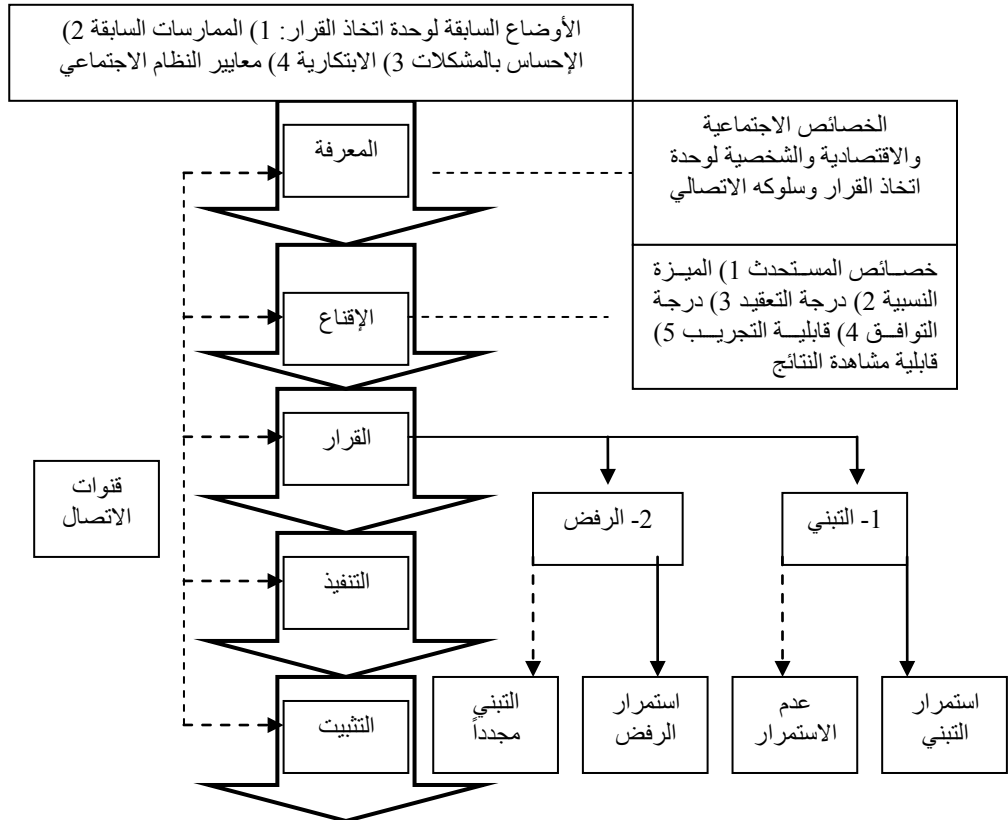 الأوضاع السابقة لوحدة اتخاذ القرار: 1) الممارسات السابقة 2)
الإحساس بالمشكلات 3) الابتكارية 4) معايير النظام الاجتماعي
المعرفة
الخصائص الاجتماعية
والاقتصادية والشخصية لوحدة
اتخاذ القرار وسلوكه الاتصالي
الإقناع
خصائص المستحدث 1) الميزة
النسبية 2) درجة التعقيد 3) درجة
التوافق 4) قابلية التجريب 5)
قابلية مشاهدة النتائج
القرار
قنوات
الاتصال
1- التبني
2- الرفض
التنفيذ
استمرار
التبني
عدم
الاستمرار
استمرار
الرفض
التبني
مجدداً
التثبيت